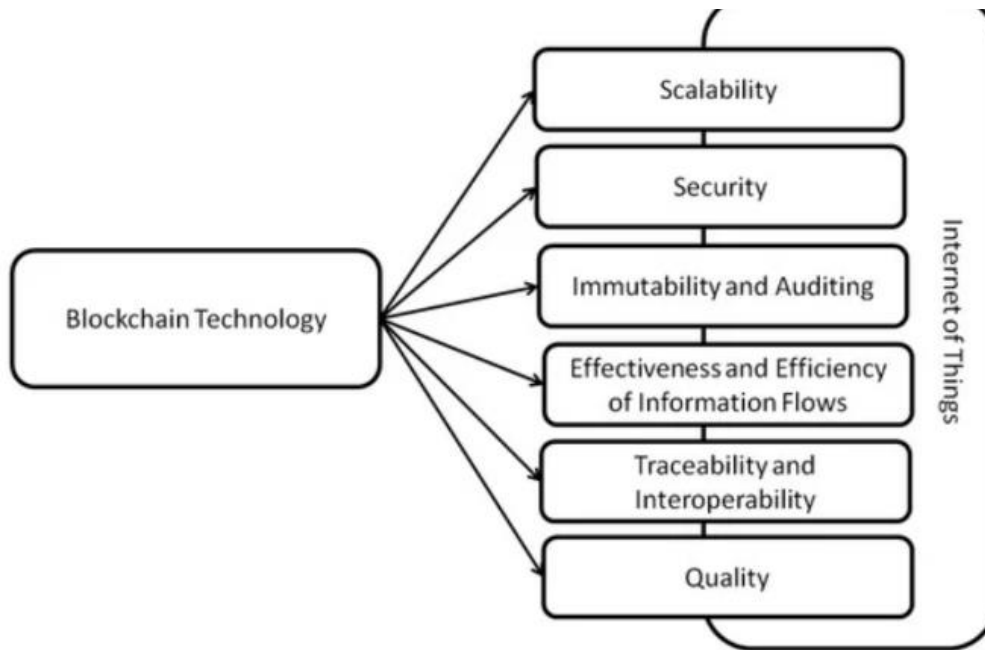 Scalability
Security
Immutability and Auditing
Blockchain Technology
Effectiveness and Efficiency
of Information Flows
Traceability and
Interoperability
Quality
Internet of Things